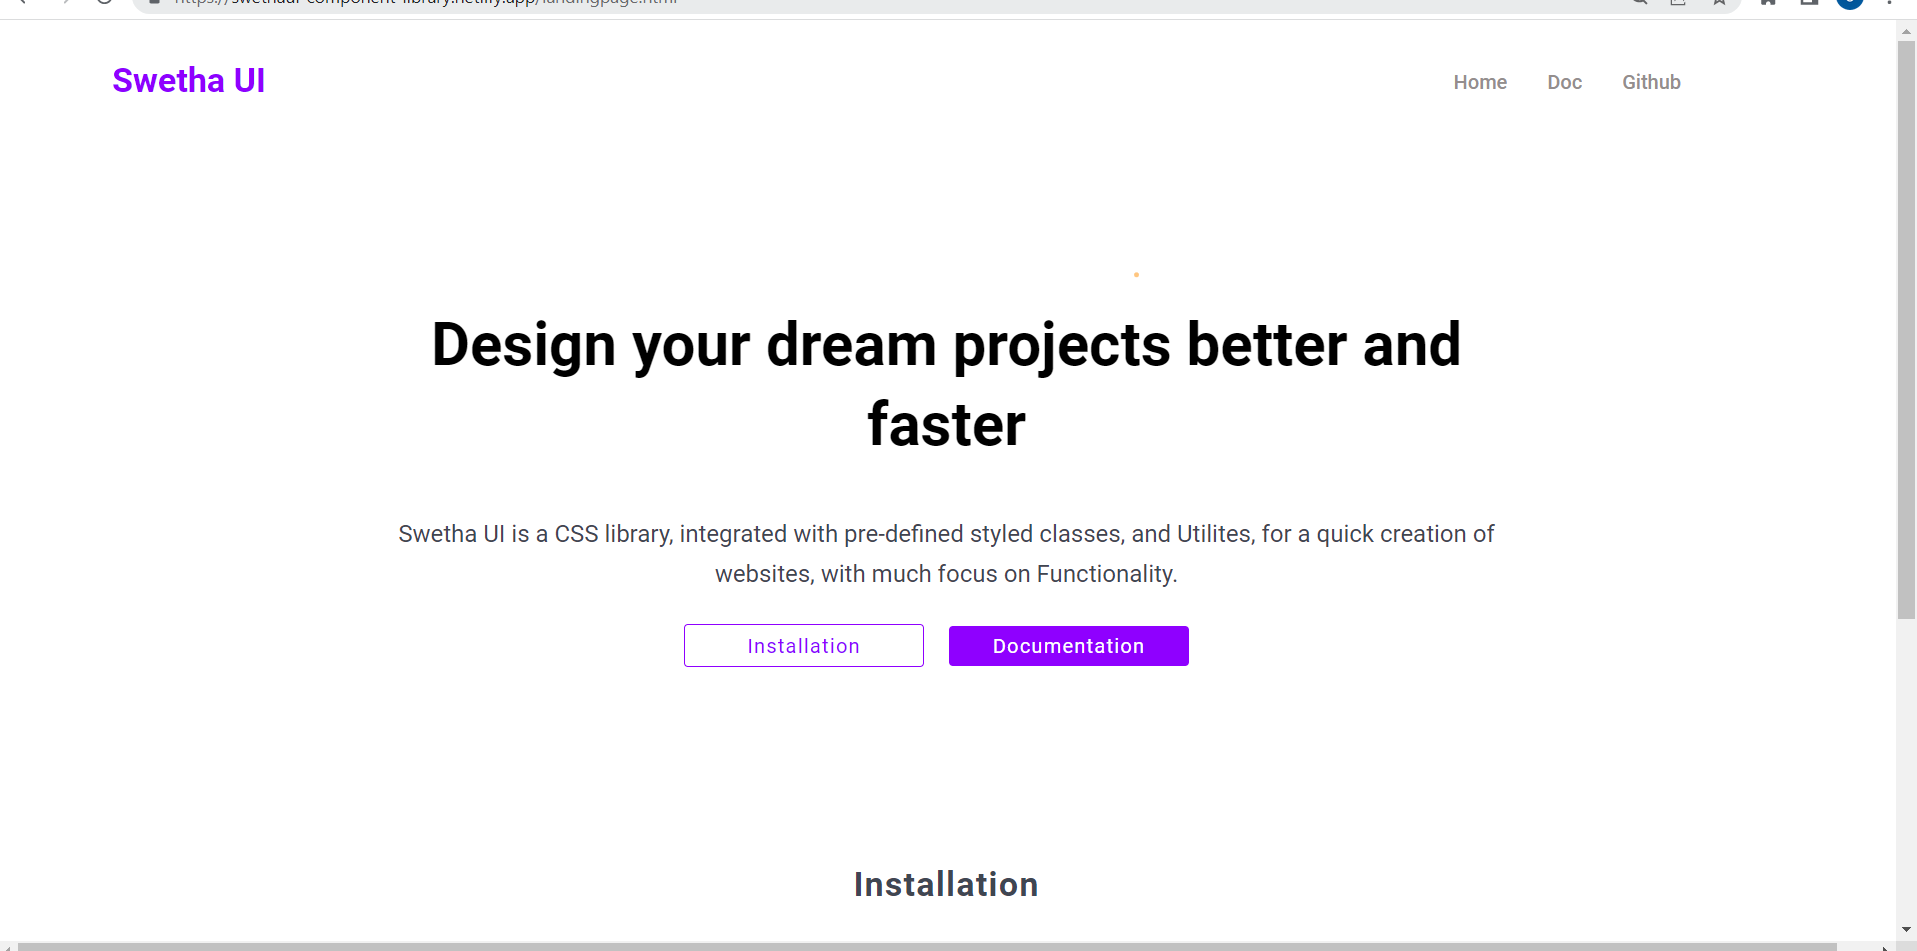 https://swethaui-component-library.netlify.app/landingpage.html
Swetha UI
Home Doc Github
Design your dream projects better and
faster
Swetha UI is a CSS library, integrated with pre-defined styled classes, and Utilites, for a quick creation of
websites, with much focus on Functionality.
Installation Documentation
Installation